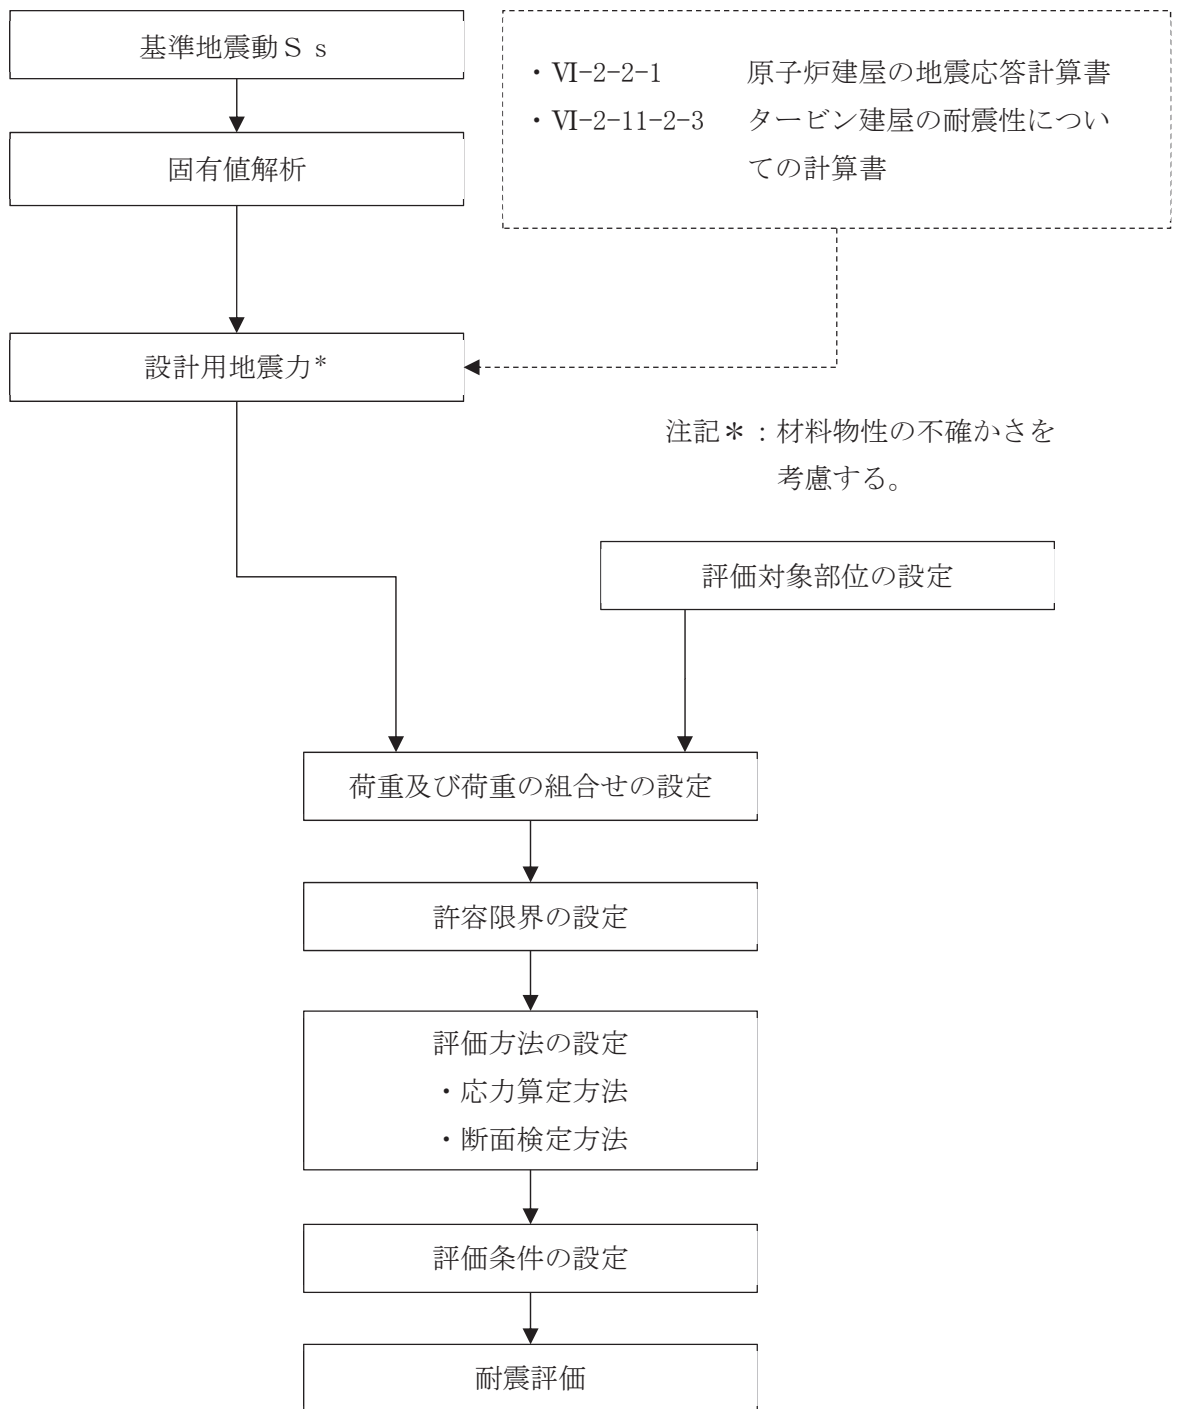 基準地震動Ｓｓ
・Ⅵ-2-2-1 原子炉建屋の地震応答計算書
・Ⅵ-2-11-2-3 タービン建屋の耐震性につい
ての計算書
固有値解析
設計用地震力*
注記＊：材料物性の不確かさを
考慮する。
評価対象部位の設定
荷重及び荷重の組合せの設定
許容限界の設定
評価方法の設定
・応力算定方法
・断面検定方法
評価条件の設定
耐震評価